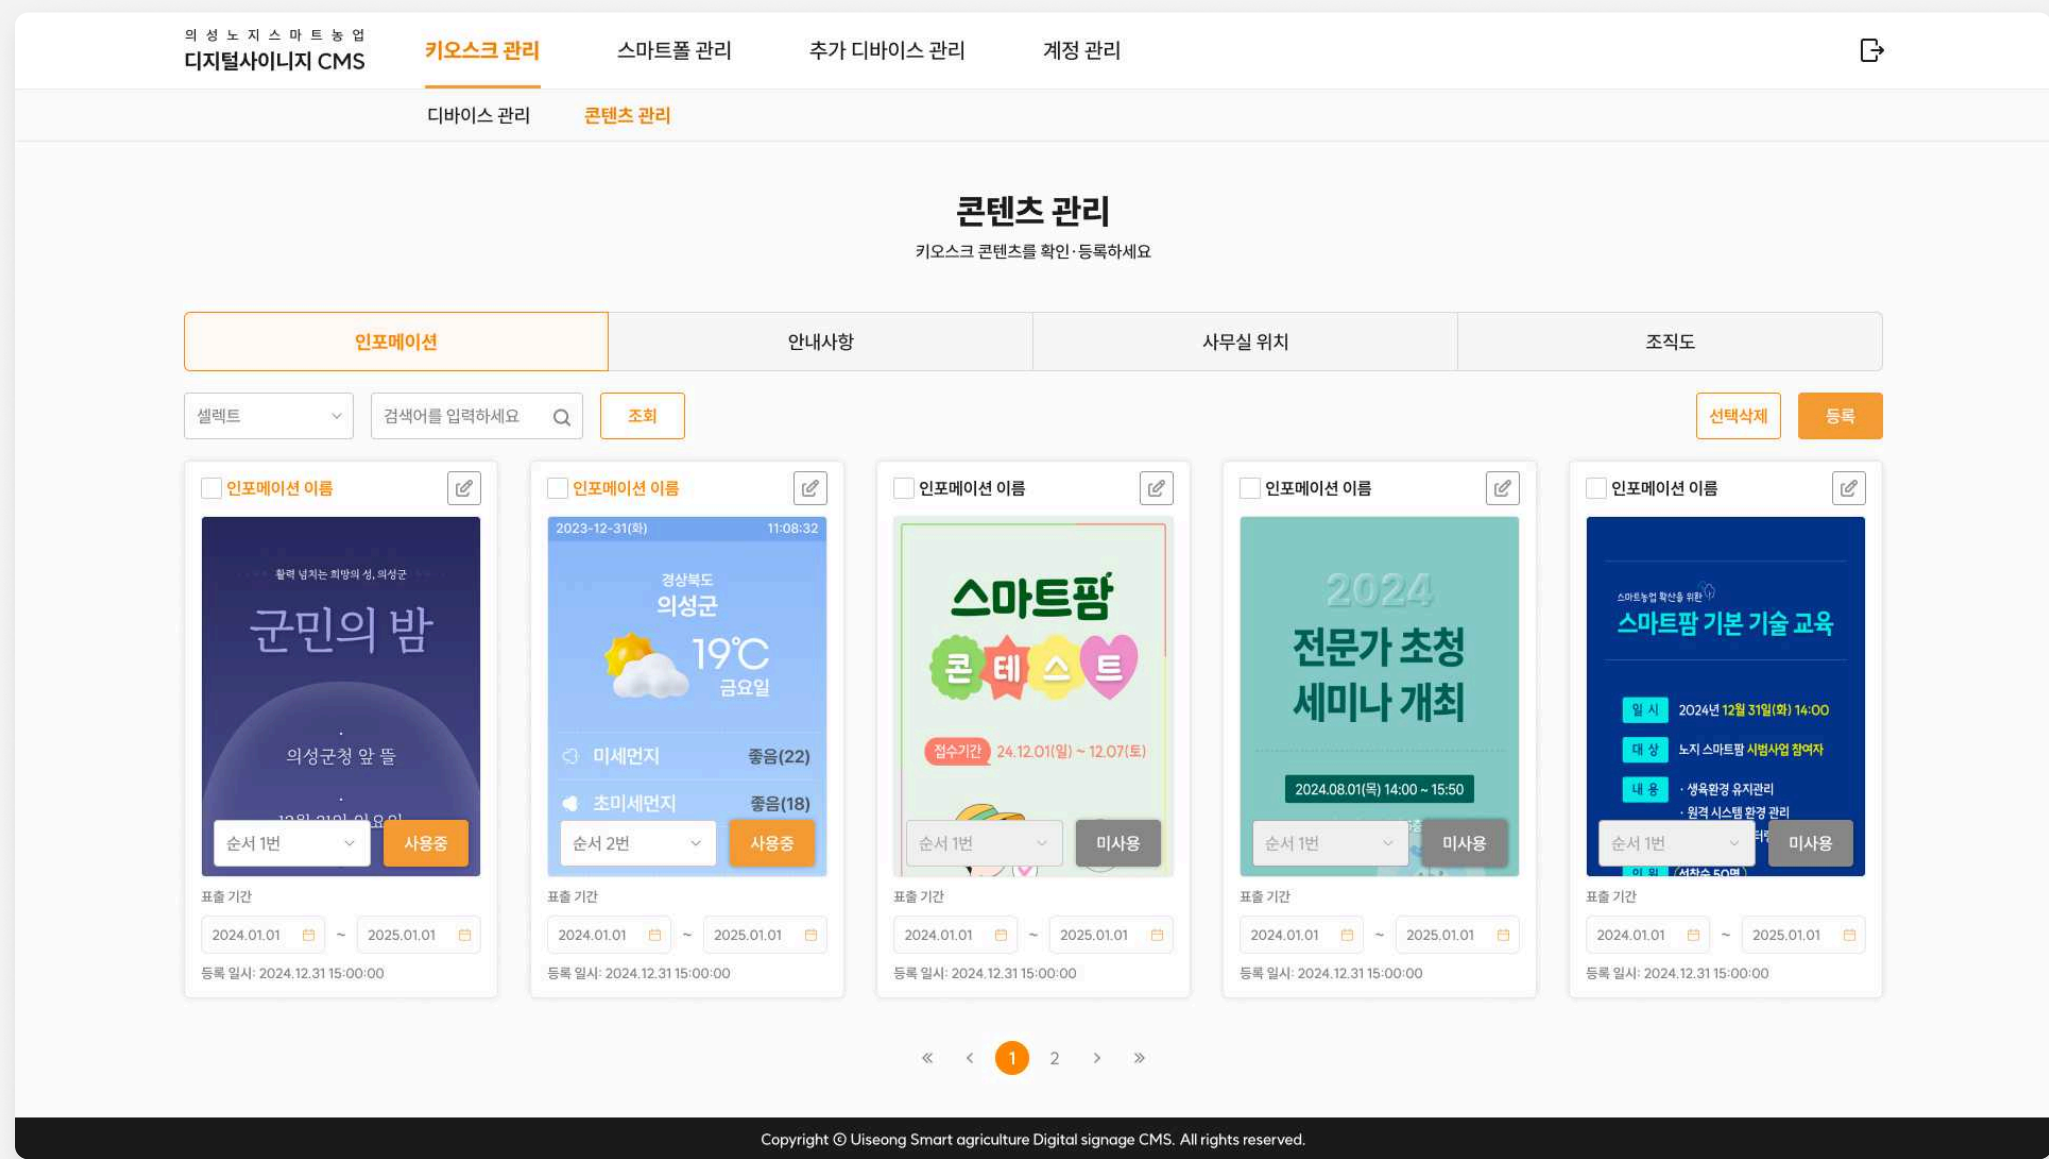 의성노지스마트농업
디지털사이니지 CMS
키오스크 관리
스마트폴 관리
추가 디바이스 관리
계정 관리
디바이스 관리
콘텐츠 관리
콘텐츠 관리
키오스크 콘텐츠를 확인·등록하세요
인포메이션
안내사항
사무실 위치
조직도
셀렉트
검색어를 입력하세요
조회
선택삭제
등록
인포메이션 이름
활력 넘치는 희망의 성, 의성군
군민의 밤
의성군청 앞 뜰
순서 1번
사용중
표출 기간
2024.01.01 ~ 2025.01.01
등록 일시: 2024.12.31 15:00:00
인포메이션 이름
2023-12-31(화) 11:08:32
경상북도
의성군
19℃
금요일
미세먼지 좋음(22)
초미세먼지 좋음(18)
순서 2번
사용중
표출 기간
2024.01.01 ~ 2025.01.01
등록 일시: 2024.12.31 15:00:00
인포메이션 이름
스마트팜
콘테스트
접수기간 24.12.01(일) ~ 12.07(토)
순서 1번
미사용
표출 기간
2024.01.01 ~ 2025.01.01
등록 일시: 2024.12.31 15:00:00
인포메이션 이름
2024
전문가 초청
세미나 개최
2024.08.01(목) 14:00 ~ 15:50
순서 1번
미사용
표출 기간
2024.01.01 ~ 2025.01.01
등록 일시: 2024.12.31 15:00:00
인포메이션 이름
스마트농업 확산을 위한
스마트팜 기본 기술 교육
일 시 2024년 12월 31일(화) 14:00
대 상 노지 스마트팜 시범사업 참여자
내 용 · 생육환경 유지관리
· 원격 시스템 환경 관리
순서 1번
미사용
인 원 (선착순 50명)
표출 기간
2024.01.01 ~ 2025.01.01
등록 일시: 2024.12.31 15:00:00
« < 1 2 > »
Copyright © Uiseong Smart agriculture Digital signage CMS. All rights reserved.